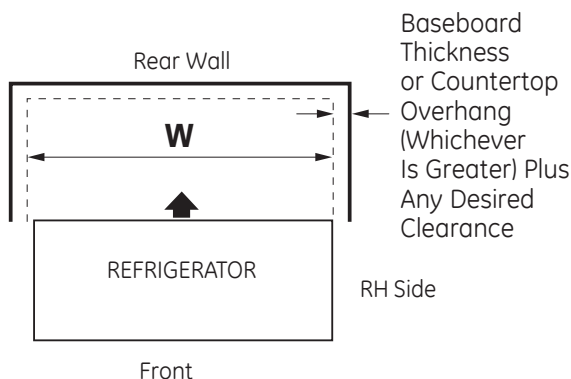 Rear Wall
Baseboard
Thickness
or Countertop
Overhang
(Whichever
Is Greater) Plus
Any Desired
Clearance
W
REFRIGERATOR
RH Side
Front